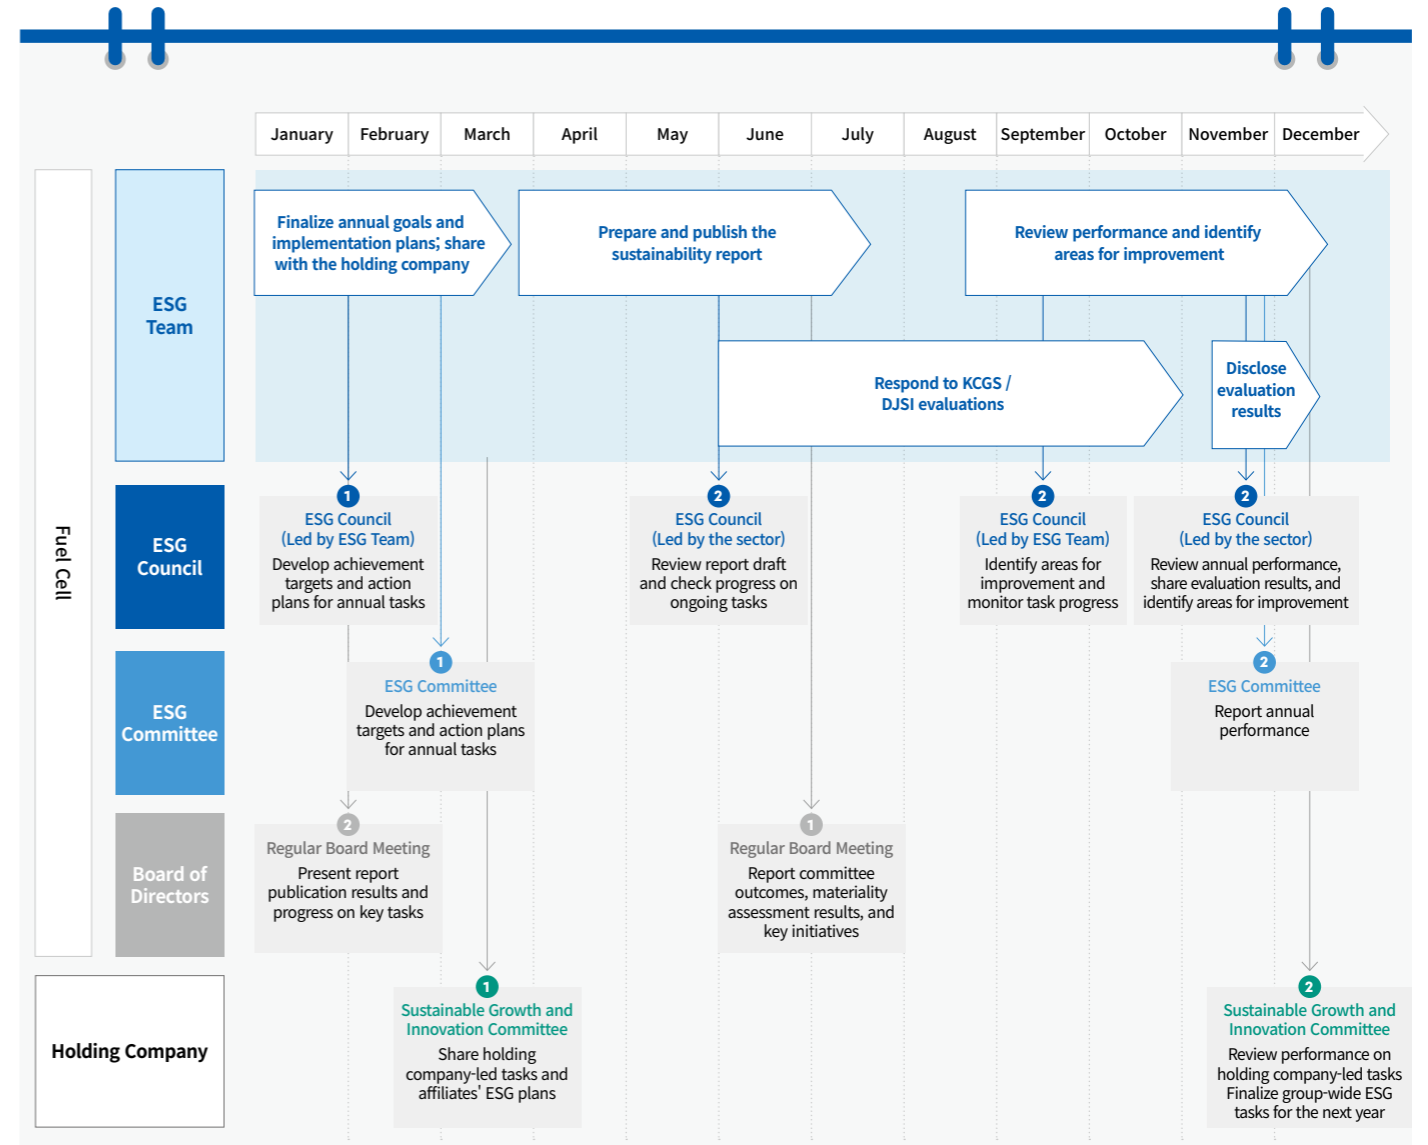 January February March April May June July August September October November December
Fuel Cell
ESG
Team
Finalize annual goals and
implementation plans; share
with the holding company
Prepare and publish the
sustainability report
Review performance and identify
areas for improvement
Respond to KCGS /
DJSI evaluations
Disclose
evaluation
results
ESG
Council
1
ESG Council
(Led by ESG Team)
Develop achievement
targets and action
plans for annual tasks
2
ESG Council
(Led by the sector)
Review report draft
and check progress on
ongoing tasks
2
ESG Council
(Led by ESG Team)
Identify areas for
improvement and
monitor task progress
2
ESG Council
(Led by the sector)
Review annual performance,
share evaluation results, and
identify areas for improvement
ESG
Committee
1
ESG Committee
Develop achievement
targets and action plans
for annual tasks
2
ESG Committee
Report annual
performance
Board of
Directors
2
Regular Board Meeting
Present report
publication results and
progress on key tasks
1
Regular Board Meeting
Report committee
outcomes, materiality
assessment results, and
key initiatives
Holding Company
1
Sustainable Growth and
Innovation Committee
Share holding
company-led tasks and
affiliates' ESG plans
2
Sustainable Growth and
Innovation Committee
Review performance on
holding company-led tasks
Finalize group-wide ESG
tasks for the next year